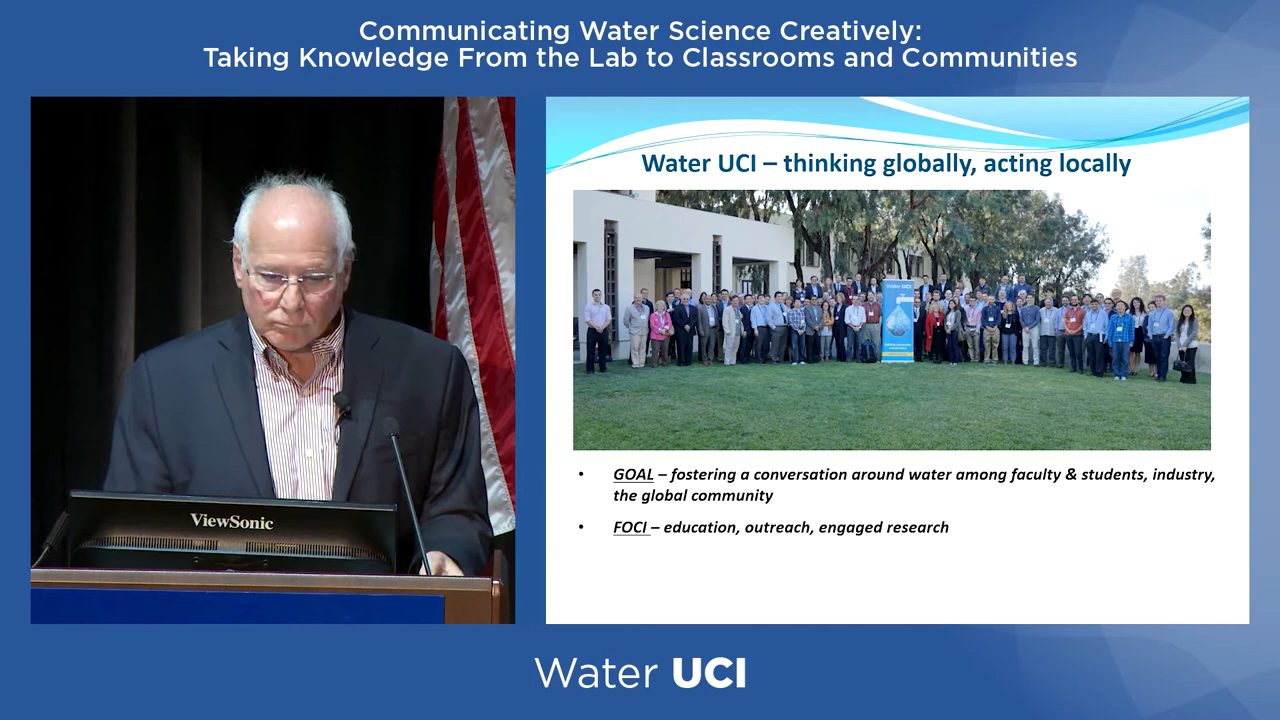 Communicating Water Science Creatively:
Taking Knowledge From the Lab to Classrooms and Communities
ViewSonic
Water UCI – thinking globally, acting locally
Water UCI
• GOAL – fostering a conversation around water among faculty & students, industry,
the global community
• FOCI – education, outreach, engaged research
Water UCI